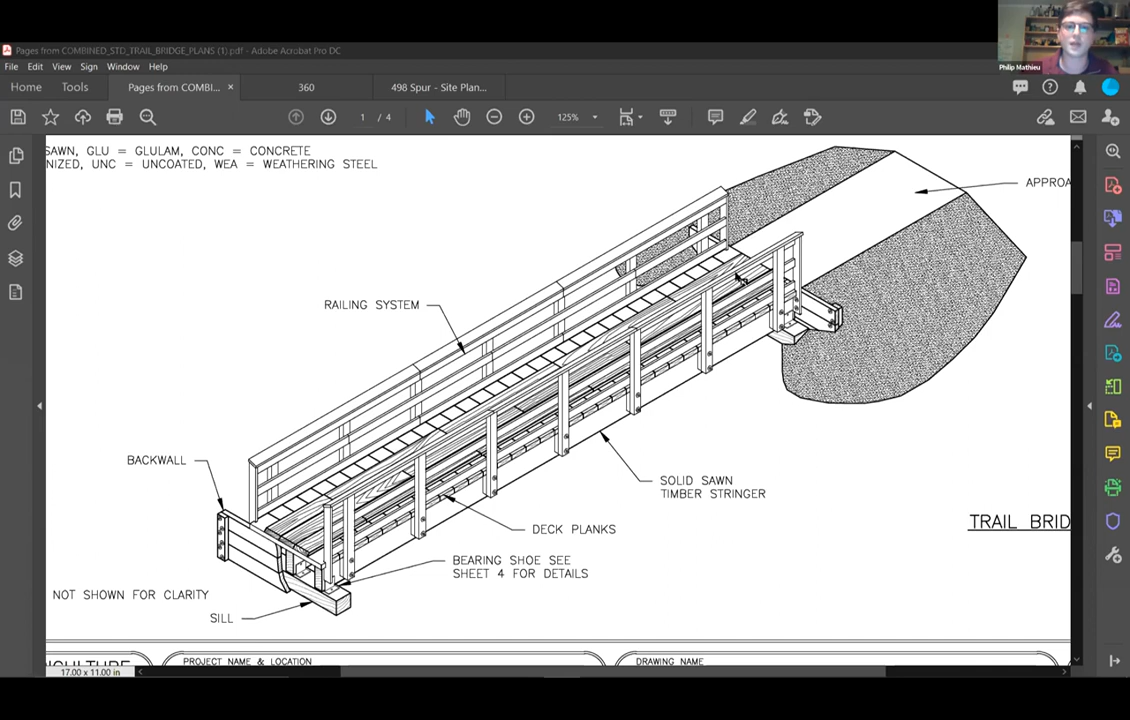 Philip Mathieu
Pages from COMBINED_STD_TRAIL_BRIDGE_PLANS (1).pdf - Adobe Acrobat Pro DC
File Edit View Sign Window Help
Home Tools Pages from COMBI... × 360 498 Spur - Site Plan...
1 / 4 125%
SAWN, GLU = GLULAM, CONC = CONCRETE
NIZED, UNC = UNCOATED, WEA = WEATHERING STEEL
APPROA
RAILING SYSTEM
BACKWALL
SOLID SAWN
TIMBER STRINGER
DECK PLANKS
TRAIL BRID
BEARING SHOE SEE
SHEET 4 FOR DETAILS
NOT SHOWN FOR CLARITY
SILL
PROJECT NAME & LOCATION
DRAWING NAME
17.00 x 11.00 in